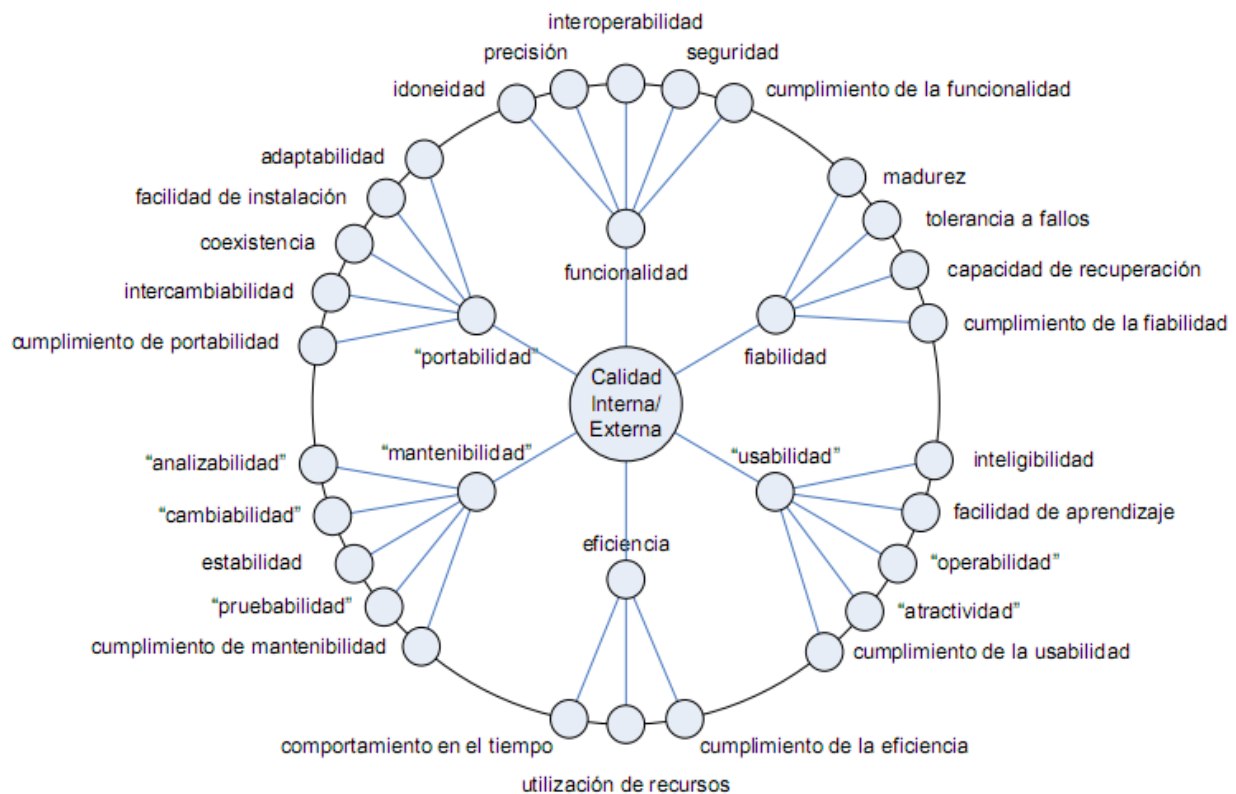 interoperabilidad
precisión
seguridad
idoneidad
cumplimiento de la funcionalidad
adaptabilidad
madurez
facilidad de instalación
tolerancia a fallos
coexistencia
funcionalidad
capacidad de recuperación
intercambiabilidad
cumplimiento de la fiabilidad
cumplimiento de portabilidad
“portabilidad”
fiabilidad
Calidad
Interna/
Externa
“mantenibilidad”
“usabilidad”
“analizabilidad”
inteligibilidad
“cambiabilidad”
facilidad de aprendizaje
eficiencia
estabilidad
“operabilidad”
“pruebabilidad”
“atractividad”
cumplimiento de mantenibilidad
cumplimiento de la usabilidad
comportamiento en el tiempo
cumplimiento de la eficiencia
utilización de recursos